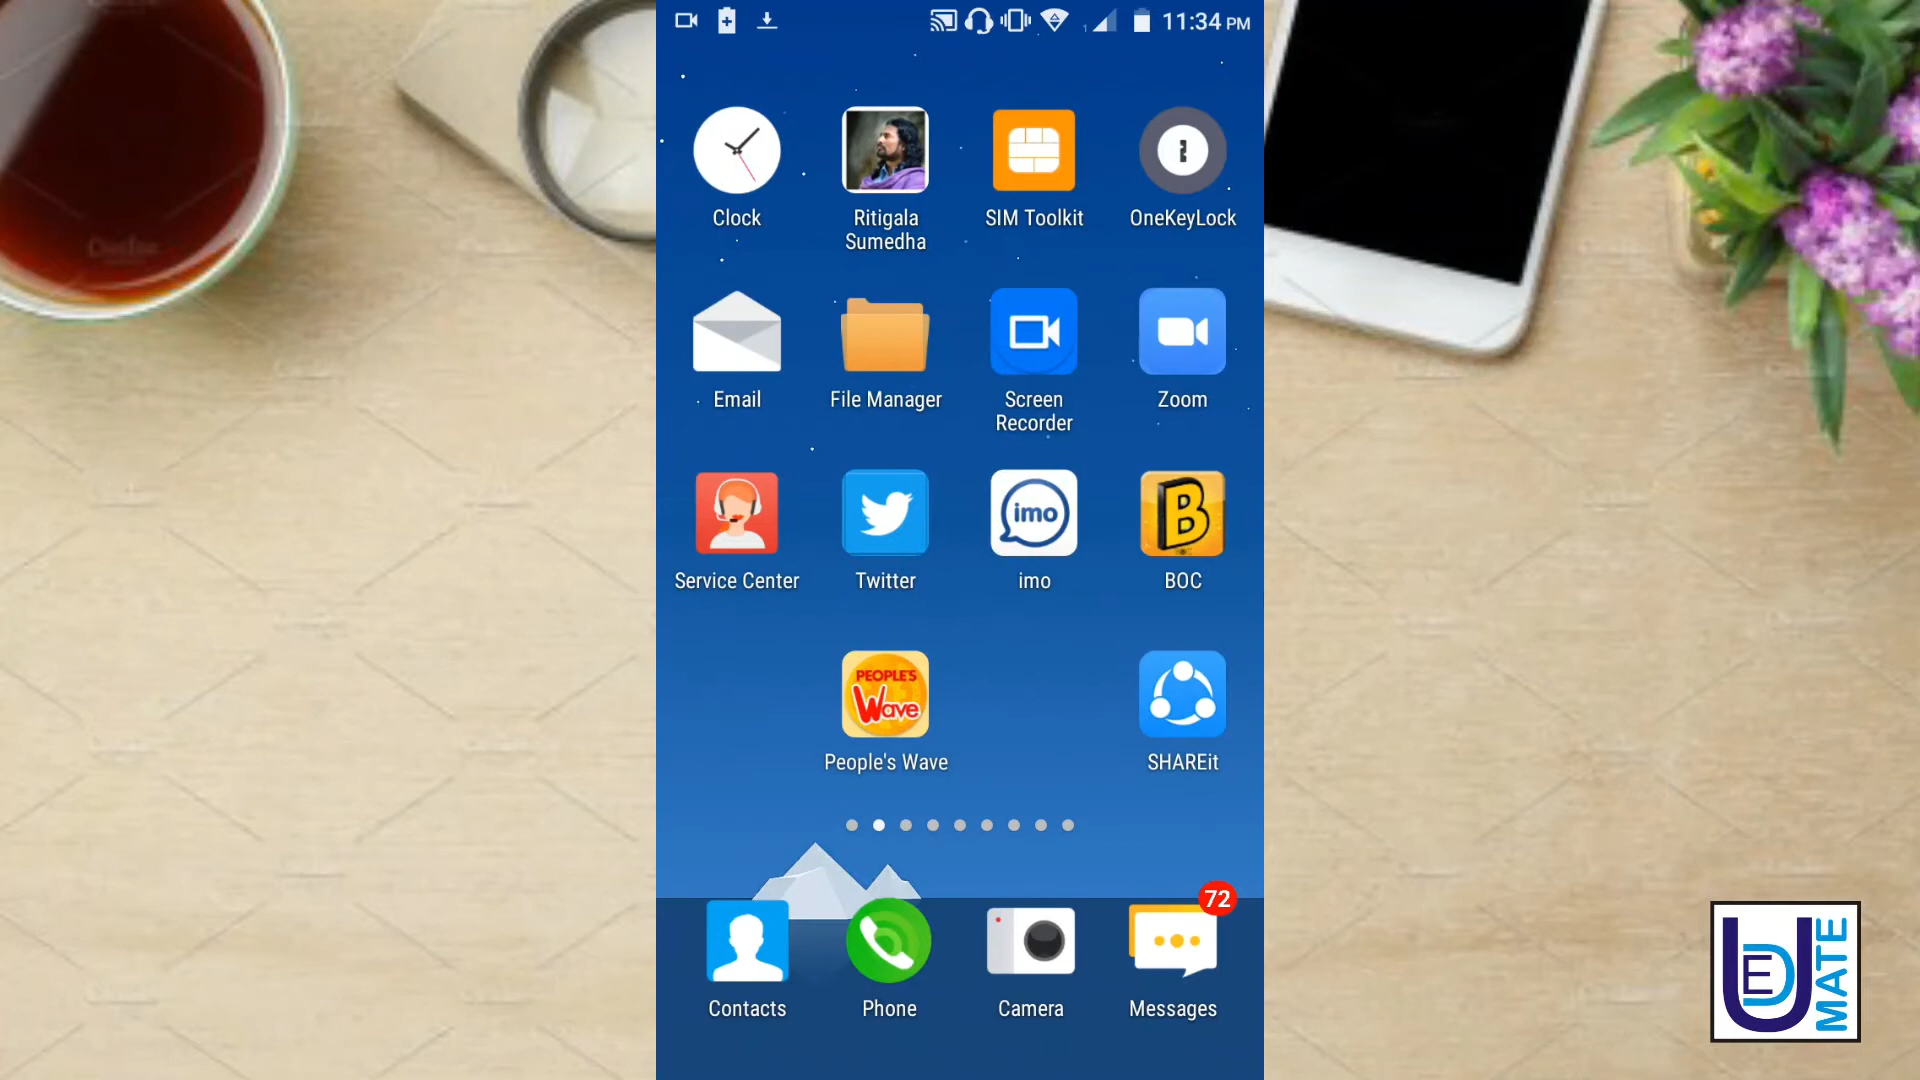 11:34 PM
Clock
Ritigala
Sumedha
SIM Toolkit
OneKeyLock
Email
File Manager
Screen
Recorder
Zoom
imo
B
Service Center
Twitter
imo
BOC
PEOPLE'S
Wave
People's Wave
SHAREit
72
Contacts
Phone
Camera
Messages
U
ED
MATE